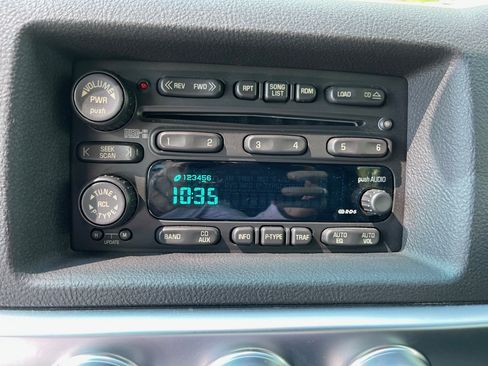 VOLUME
PWR
push
REV FWD
RPT
SONG LIST
RDM
LOAD CD
1 2
3 4
5 6
SEEK
SCAN
TUNE
RCL
P-TYPE
H M
UPDATE
123456
10:35
push AUDIO
RDS
BAND
CD
AUX
INFO
P-TYPE
TRAF
AUTO EQ
AUTO VOL